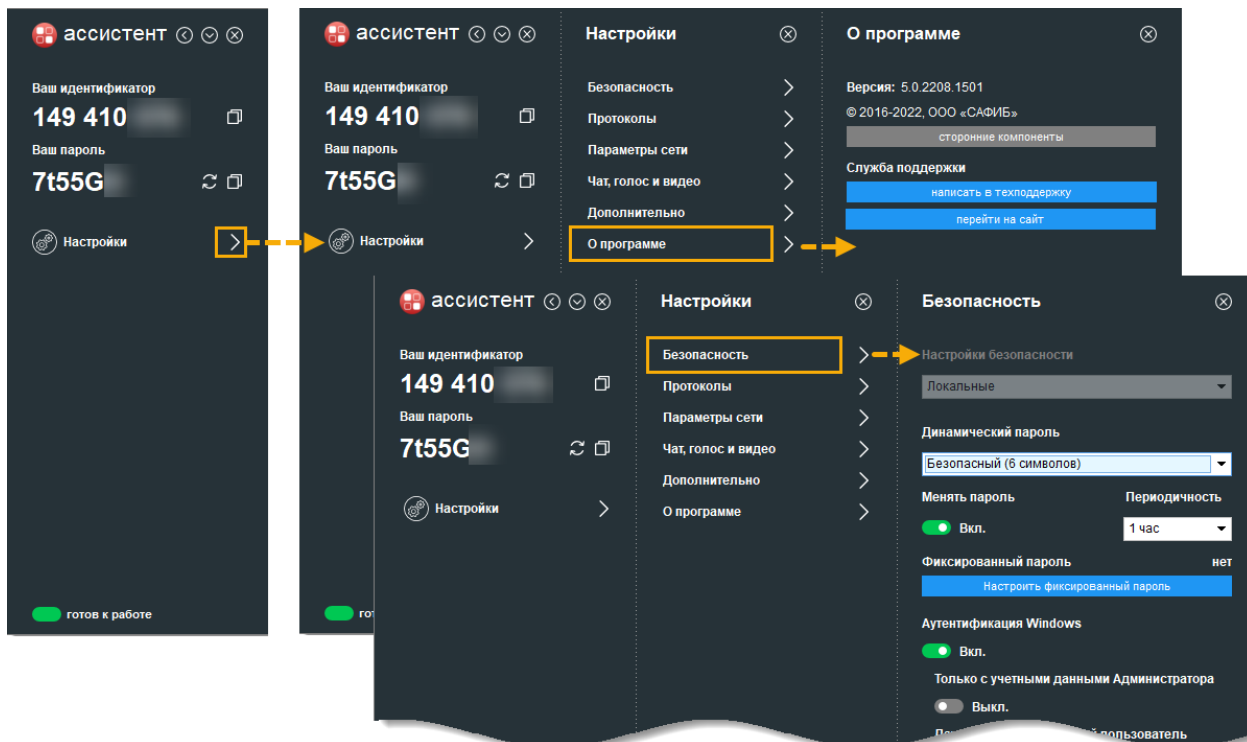 ассистент
Ваш идентификатор
149 410
Ваш пароль
7t55G
Настройки
готов к работе
ассистент
Ваш идентификатор
149 410
Ваш пароль
7t55G
Настройки
Настройки
Безопасность
Протоколы
Параметры сети
Чат, голос и видео
Дополнительно
О программе
О программе
Версия: 5.0.2208.1501
© 2016-2022, ООО «САФИБ»
сторонние компоненты
Служба поддержки
написать в техподдержку
перейти на сайт
ассистент
Ваш идентификатор
149 410
Ваш пароль
7t55G
Настройки
Настройки
Безопасность
Протоколы
Параметры сети
Чат, голос и видео
Дополнительно
О программе
Безопасность
Настройки безопасности
Локальные
Динамический пароль
Безопасный (6 символов)
Менять пароль Периодичность
Вкл. 1 час
Фиксированный пароль нет
Настроить фиксированный пароль
Аутентификация Windows
Вкл.
Только с учетными данными Администратора
Выкл.
пользователь